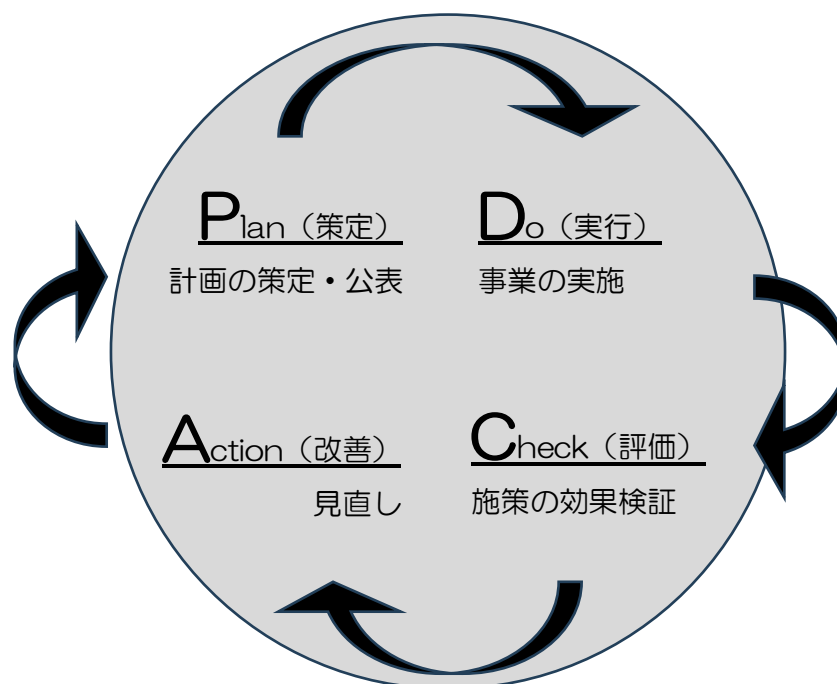 Plan（策定）
計画の策定・公表
Do（実行）
事業の実施
Action（改善）
見直し
Check（評価）
施策の効果検証